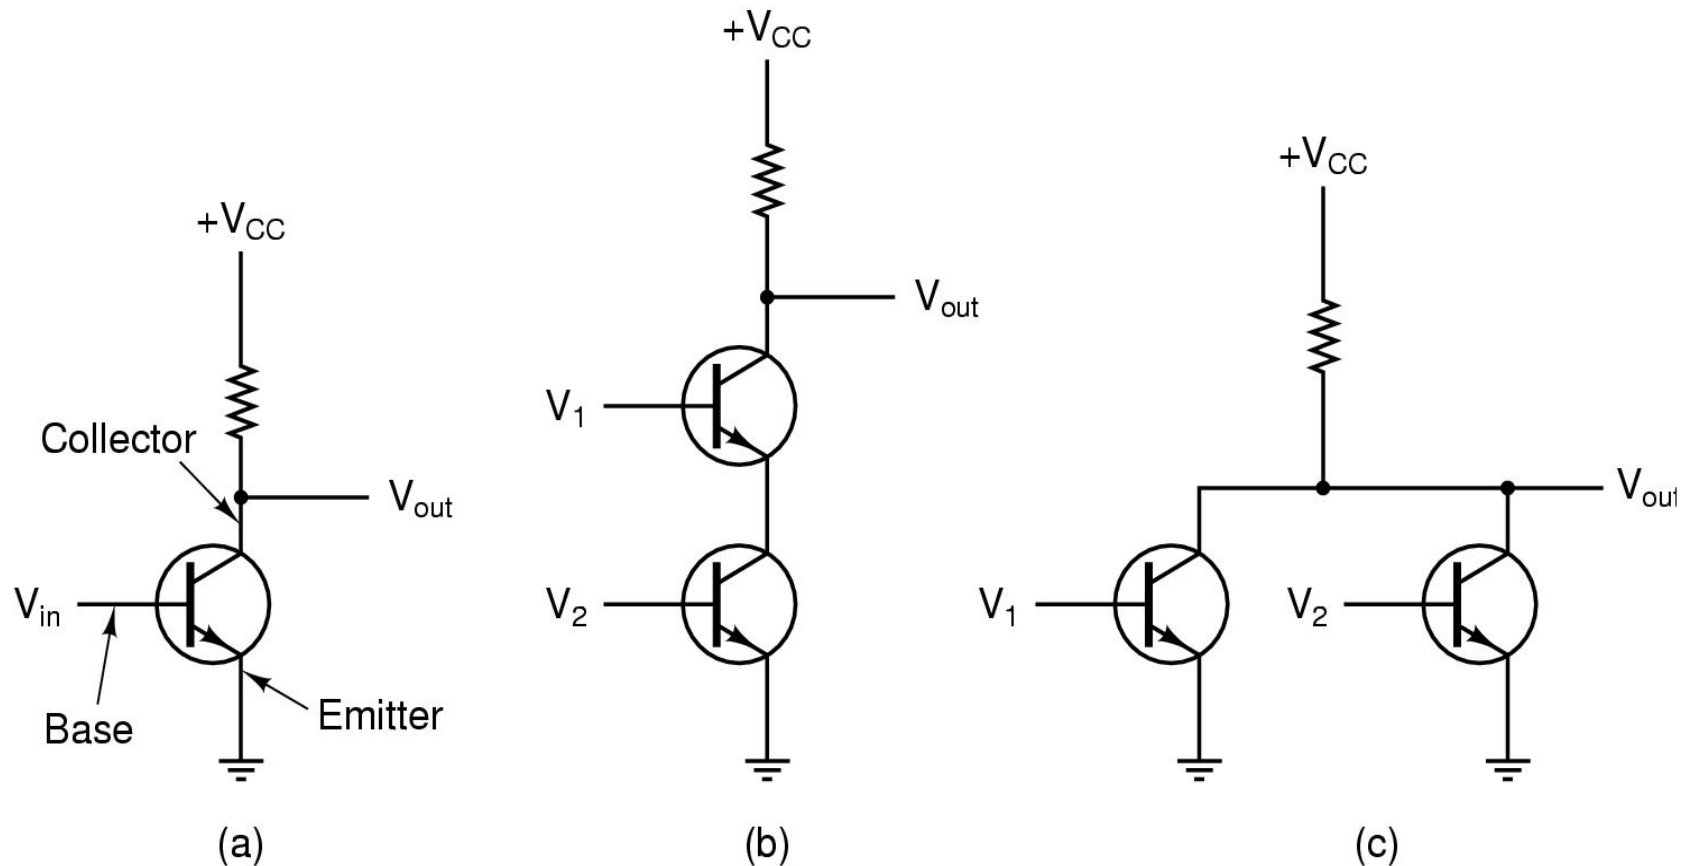 +VCC
Collector
Vout
Vin
Base
Emitter
(a)
+VCC
Vout
V1
V2
(b)
+VCC
Vout
V1
V2
(c)